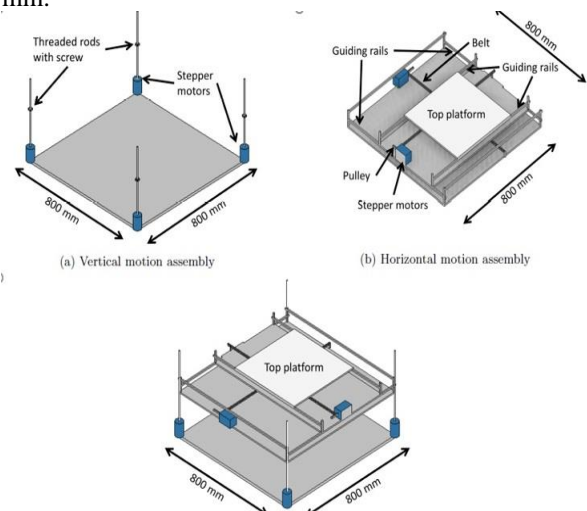 mm.
Threaded rods
with screw
Stepper
motors
800 mm
800 mm
(a) Vertical motion assembly
Guiding rails
Belt
Guiding rails
800 mm
Top platform
Pulley
Stepper motors
800 mm
(b) Horizontal motion assembly
)
Top platform
800 mm
800 mm